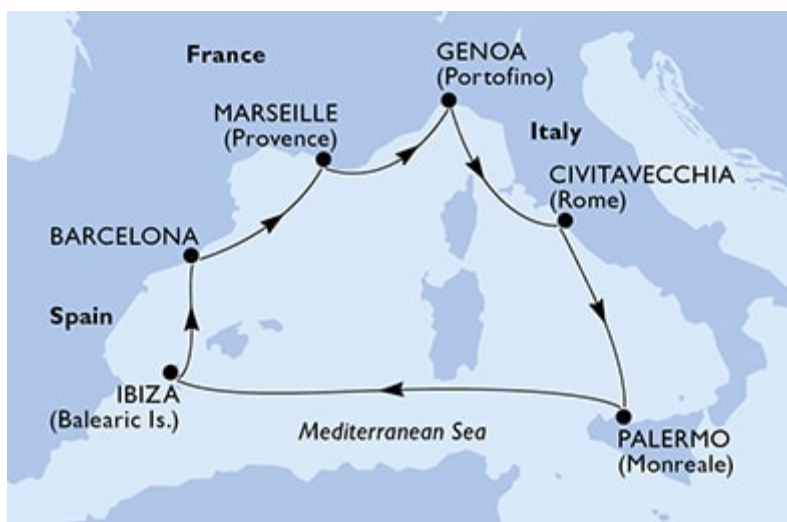 France
GENOA
(Portofino)
MARSEILLE
(Provence)
Italy
CIVITAVECCHIA
(Rome)
BARCELONA
Spain
IBIZA
(Balearic Is.)
Mediterranean Sea
PALERMO
(Monreale)